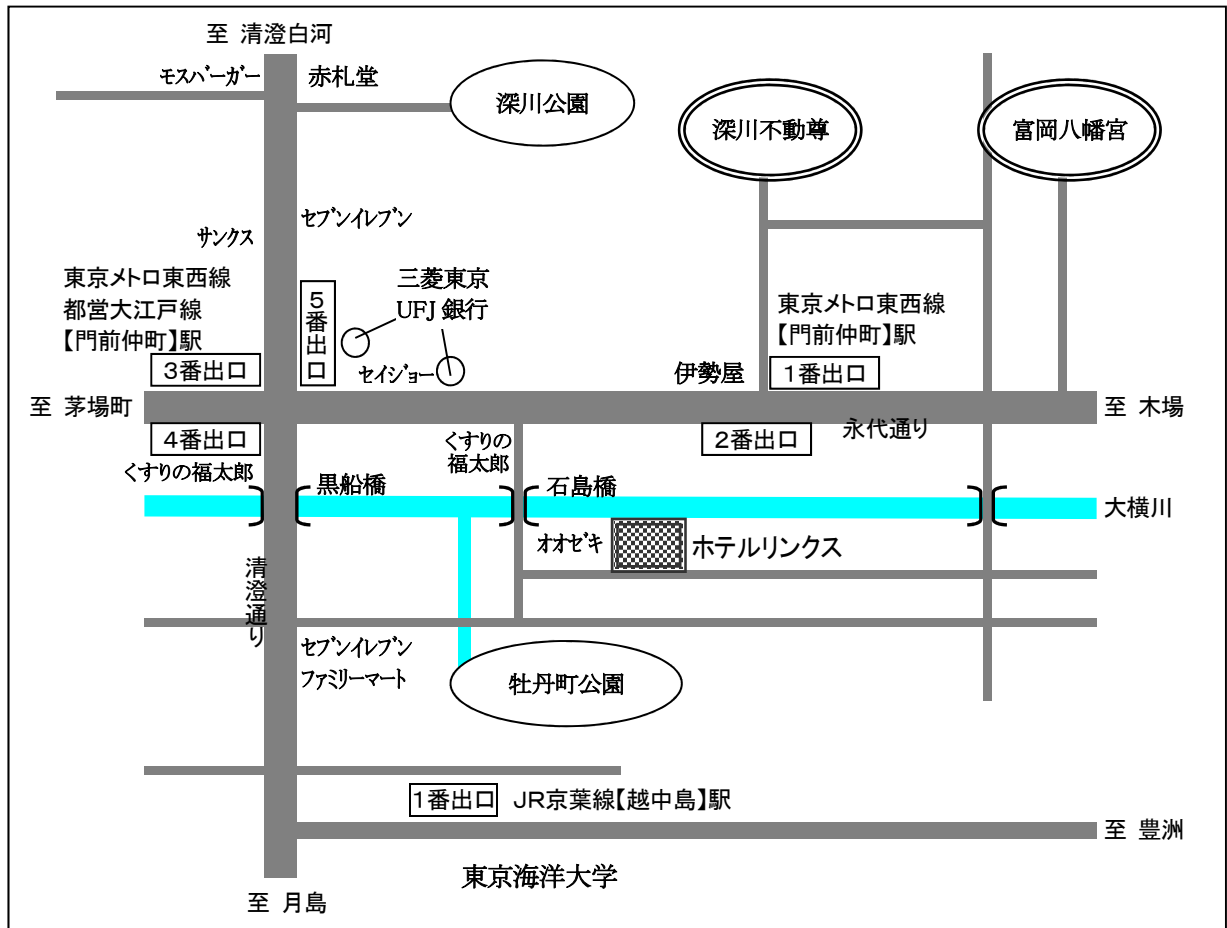 至 清澄白河
モスバーガー
赤札堂
深川公園
深川不動尊
富岡八幡宮
セブンイレブン
サンクス
東京メトロ東西線
都営大江戸線
【門前仲町】駅
3番出口
5番出口
三菱東京
UFJ 銀行
セイジョー
伊勢屋
東京メトロ東西線
【門前仲町】駅
1番出口
至 茅場町
至 木場
永代通り
4番出口
くすりの福太郎
くすりの
福太郎
2番出口
黒船橋
石島橋
大横川
オオゼキ
ホテルリンクス
清澄通り
セブンイレブン
ファミリーマート
牡丹町公園
1番出口
JR京葉線【越中島】駅
至 豊洲
東京海洋大学
至 月島